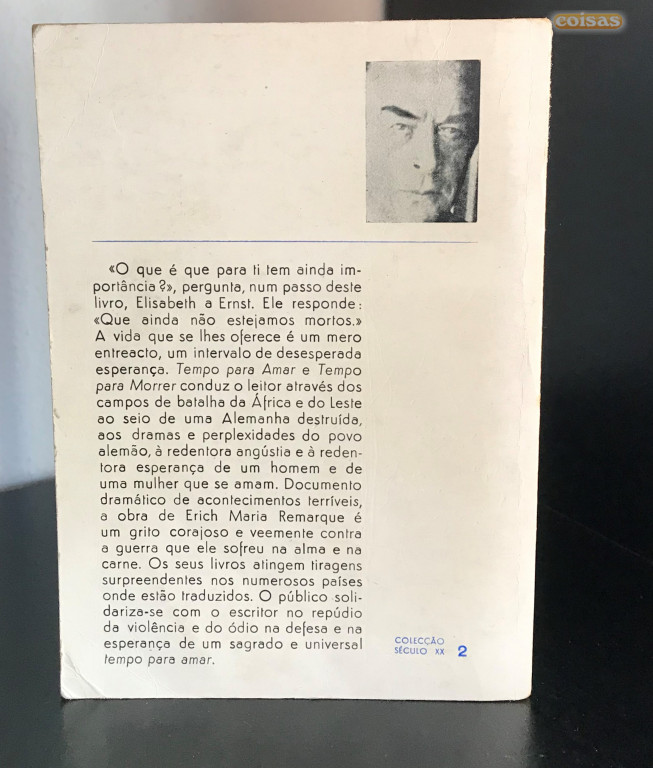 coisas
«O que é que para ti tem ainda im-
portância?», pergunta, num passo deste
livro, Elisabeth a Ernst. Ele responde:
«Que ainda não estejamos mortos.»
A vida que se lhes oferece é um mero
entreacto, um intervalo de desesperada
esperança. Tempo para Amar e Tempo
para Morrer conduz o leitor através dos
campos de batalha da África e do Leste
ao seio de uma Alemanha destruída,
aos dramas e perplexidades do povo
alemão, à redentora angústia e à reden-
tora esperança de um homem e de
uma mulher que se amam. Documento
dramático de acontecimentos terríveis,
a obra de Erich Maria Remarque é
um grito corajoso e veemente contra
a guerra que ele sofreu na alma e na
carne. Os seus livros atingem tiragens
surpreendentes nos numerosos países
onde estão traduzidos. O público soli-
dariza-se com o escritor no repúdio
da violência e do ódio na defesa e na
esperança de um sagrado e universal
tempo para amar.
COLECÇÃO
SÉCULO XX 2